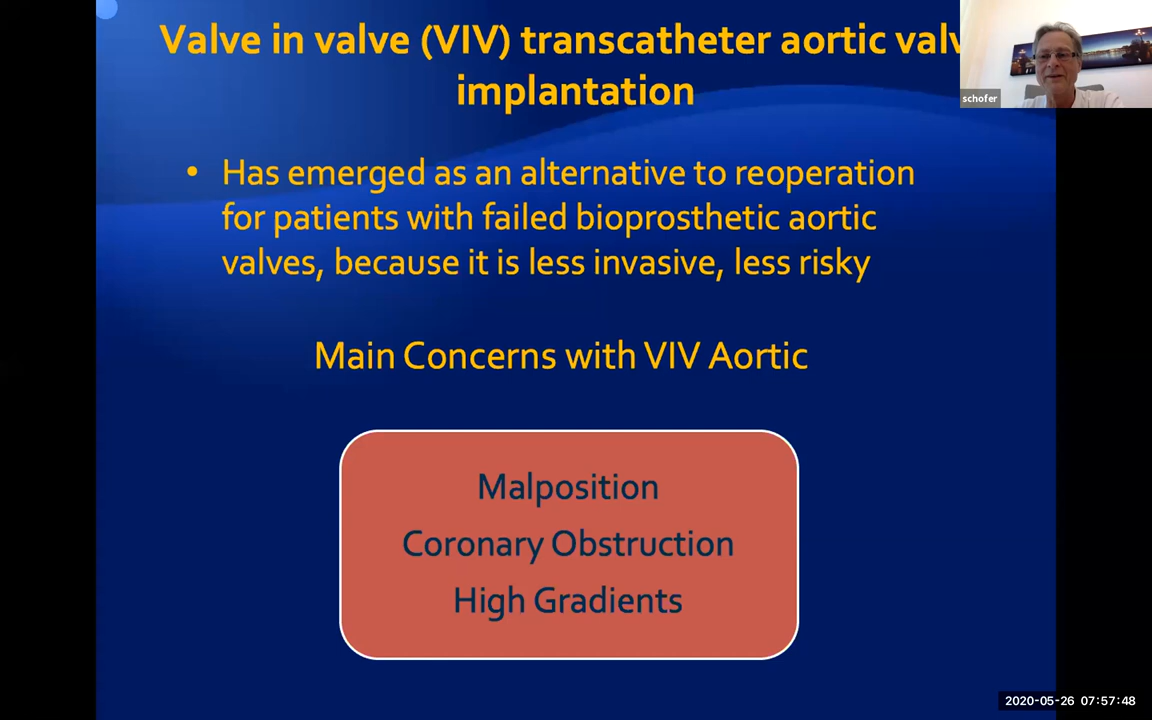 Valve in valve (VIV) transcatheter aortic valv
implantation
schofer
• Has emerged as an alternative to reoperation
for patients with failed bioprosthetic aortic
valves, because it is less invasive, less risky
Main Concerns with VIV Aortic
Malposition
Coronary Obstruction
High Gradients
2020-05-26 07:57:48